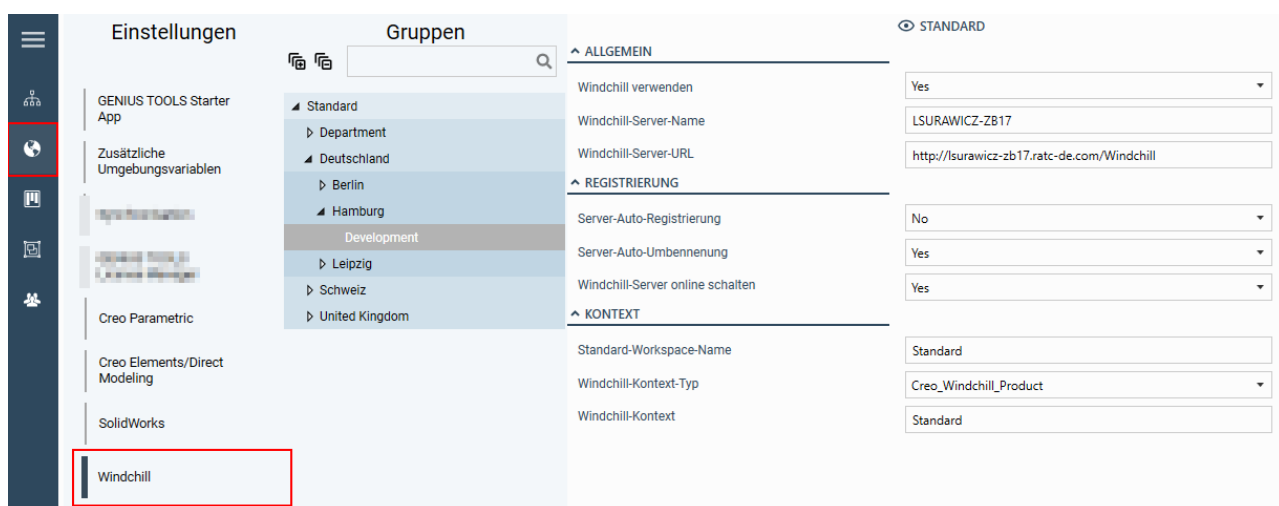 Einstellungen
GENIUS TOOLS Starter
App
Zusätzliche
Umgebungsvariablen
Creo Parametric
Creo Elements/Direct
Modeling
SolidWorks
Windchill
Gruppen
Standard
Department
Deutschland
Berlin
Hamburg
Development
Leipzig
Schweiz
United Kingdom
STANDARD
ALLGEMEIN
Windchill verwenden Yes
Windchill-Server-Name LSURAWICZ-ZB17
Windchill-Server-URL http://lsurawicz-zb17.ratc-de.com/Windchill
REGISTRIERUNG
Server-Auto-Registrierung No
Server-Auto-Umbennenung Yes
Windchill-Server online schalten Yes
KONTEXT
Standard-Workspace-Name Standard
Windchill-Kontext-Typ Creo_Windchill_Product
Windchill-Kontext Standard